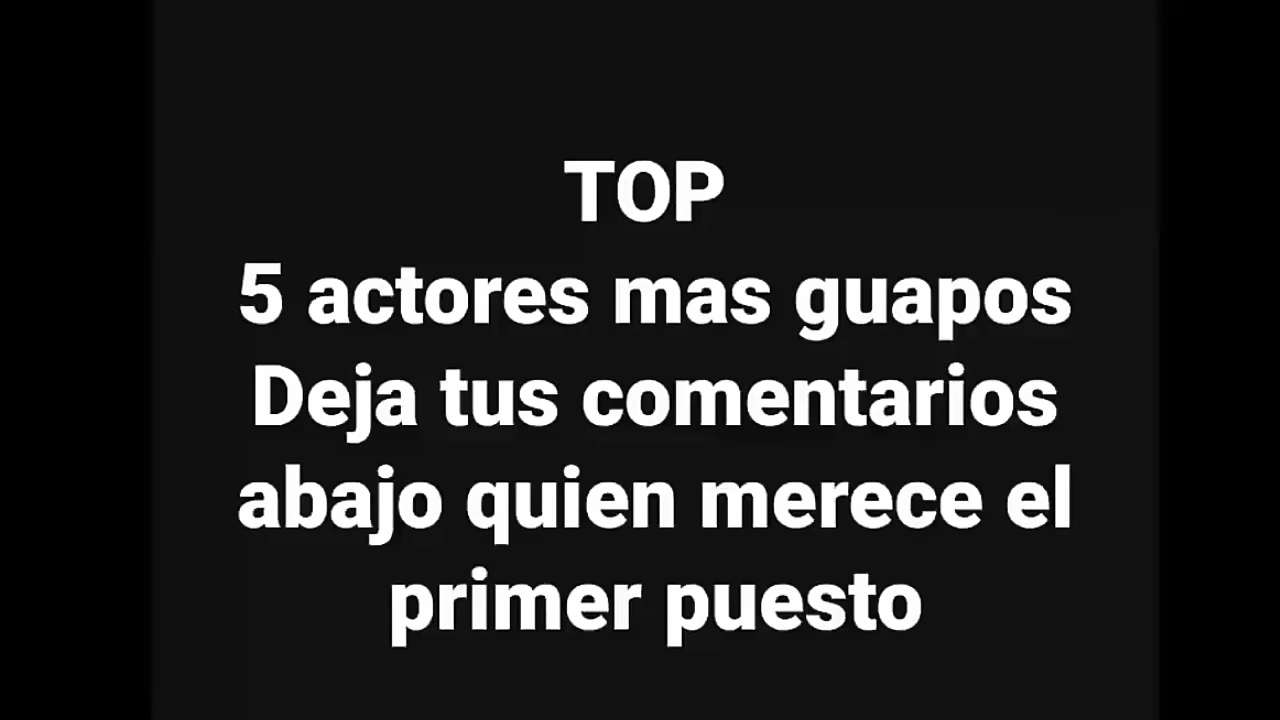 TOP
5 actores mas guapos
Deja tus comentarios
abajo quien merece el
primer puesto